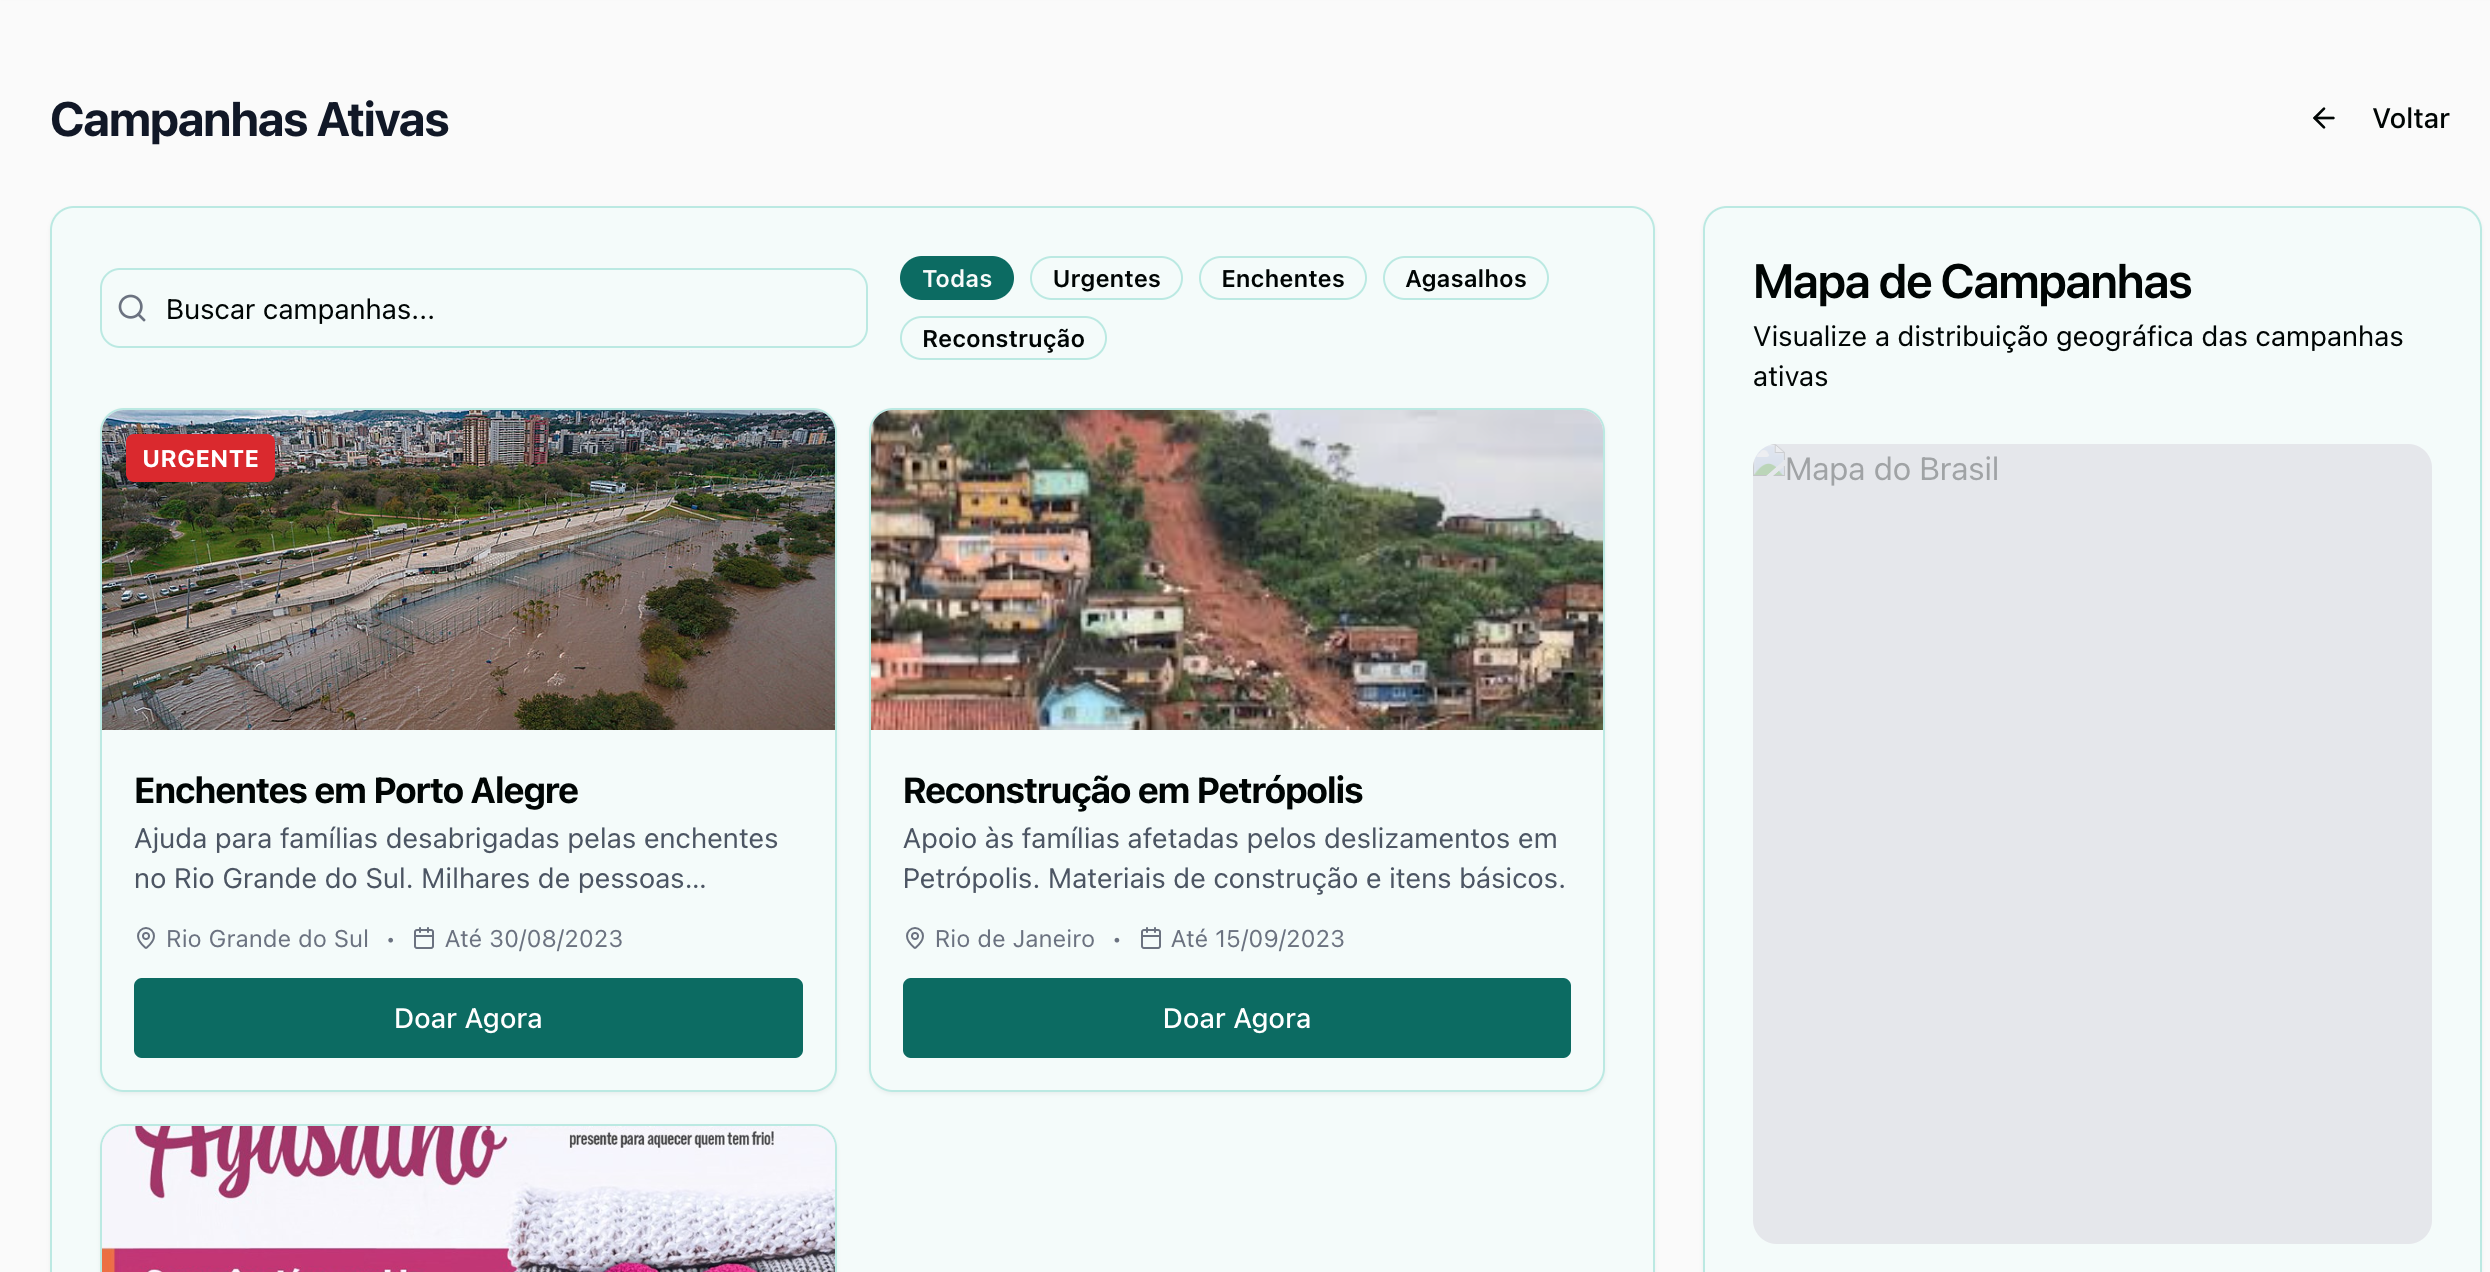 Campanhas Ativas
Voltar
Buscar campanhas...
Todas
Urgentes
Enchentes
Agasalhos
Reconstrução
URGENTE
Enchentes em Porto Alegre
Ajuda para famílias desabrigadas pelas enchentes
no Rio Grande do Sul. Milhares de pessoas...
Rio Grande do Sul • Até 30/08/2023
Doar Agora
Reconstrução em Petrópolis
Apoio às famílias afetadas pelos deslizamentos em
Petrópolis. Materiais de construção e itens básicos.
Rio de Janeiro • Até 15/09/2023
Doar Agora
Agasalho
presente para aquecer quem tem frio!
Mapa de Campanhas
Visualize a distribuição geográfica das campanhas
ativas
Mapa do Brasil